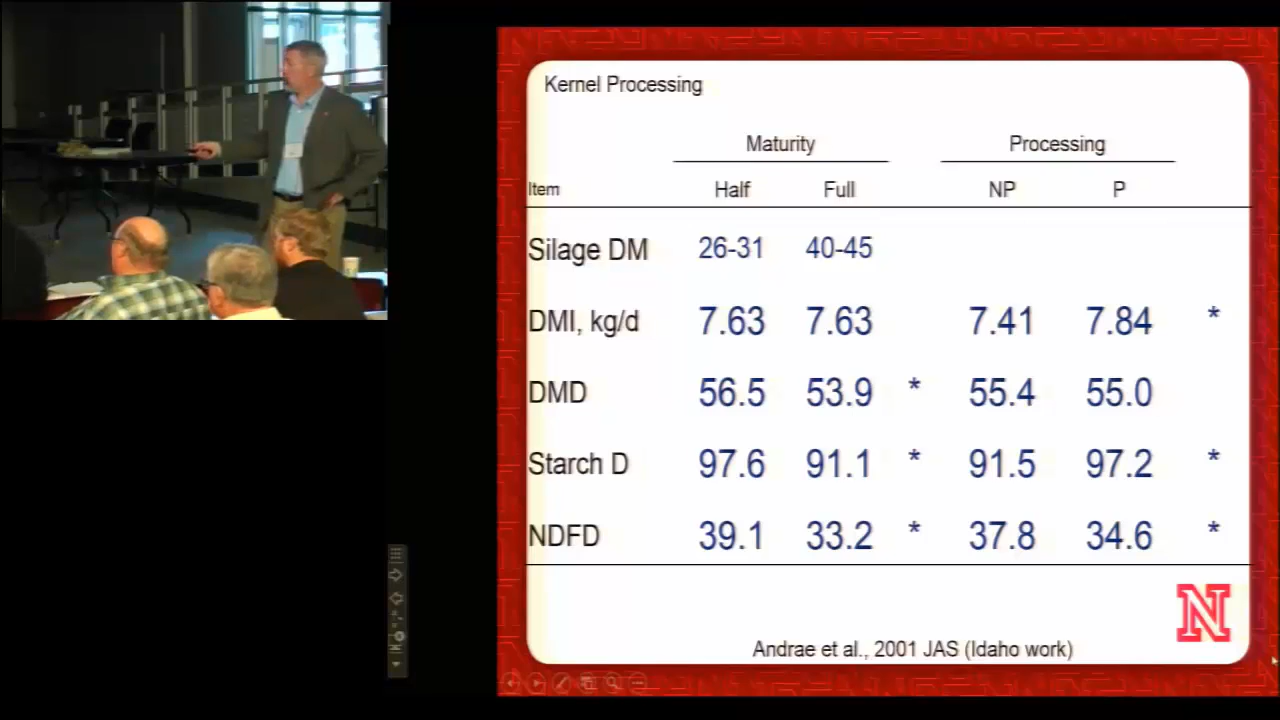 Kernel Processing
Maturity Processing
Item Half Full NP P
Silage DM 26-31 40-45
DMI, kg/d 7.63 7.63 7.41 7.84 *
DMD 56.5 53.9 * 55.4 55.0
Starch D 97.6 91.1 * 91.5 97.2 *
NDFD 39.1 33.2 * 37.8 34.6 *
N
Andrae et al., 2001 JAS (Idaho work)